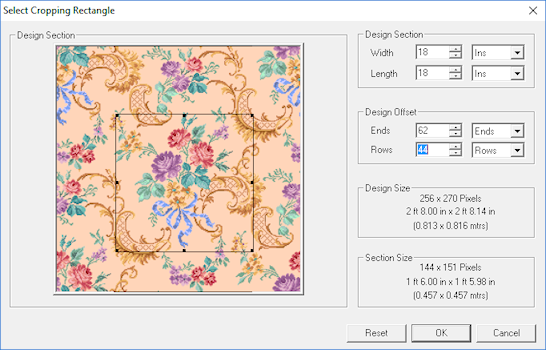 Select Cropping Rectangle
Design Section
Design Section
Width 18 Ins
Length 18 Ins
Design Offset
Ends 62 Ends
Rows 44 Rows
Design Size
256 x 270 Pixels
2 ft 8.00 in x 2 ft 8.14 in
(0.813 x 0.816 mtrs)
Section Size
144 x 151 Pixels
1 ft 6.00 in x 1 ft 5.98 in
(0.457 x 0.457 mtrs)
Reset OK Cancel